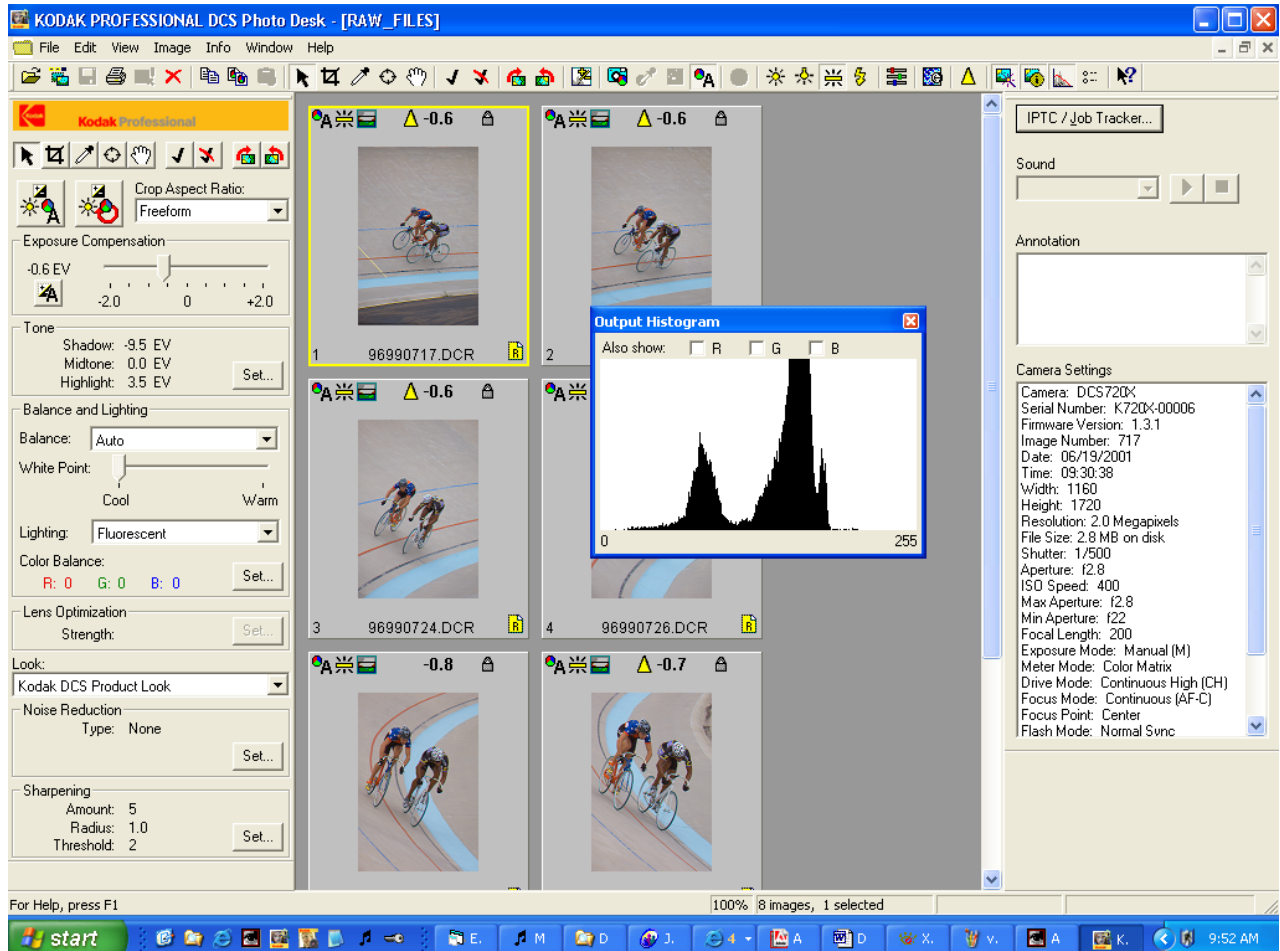 KODAK PROFESSIONAL DCS Photo Desk - [RAW_FILES]
File Edit View Image Info Window Help
Kodak Professional
Crop Aspect Ratio:
Freeform
Exposure Compensation
-0.6 EV
-2.0 0 +2.0
Tone
Shadow: -9.5 EV
Midtone: 0.0 EV
Highlight: 3.5 EV
Set...
Balance and Lighting
Balance: Auto
White Point:
Cool Warm
Lighting: Fluorescent
Color Balance:
R: 0 G: 0 B: 0
Set...
Lens Optimization
Strength:
Set...
Look:
Kodak DCS Product Look
Noise Reduction
Type: None
Set...
Sharpening
Amount: 5
Radius: 1.0
Threshold: 2
Set...
A -0.6
1 96990717.DCR R
A -0.6
2
A -0.6
3 96990724.DCR R
A
4 96990726.DCR R
A -0.8
A -0.7
Output Histogram
Also show: R G B
0 255
IPTC / Job Tracker...
Sound
Annotation
Camera Settings
Camera: DCS720X
Serial Number: K720X-00006
Firmware Version: 1.3.1
Image Number: 717
Date: 06/19/2001
Time: 09:30:38
Width: 1160
Height: 1720
Resolution: 2.0 Megapixels
File Size: 2.8 MB on disk
Shutter: 1/500
Aperture: f2.8
ISO Speed: 400
Max Aperture: f2.8
Min Aperture: f22
Focal Length: 200
Exposure Mode: Manual (M)
Meter Mode: Color Matrix
Drive Mode: Continuous High (CH)
Focus Mode: Continuous (AF-C)
Focus Point: Center
Flash Mode: Normal Sync
For Help, press F1
100% 8 images, 1 selected
start E. M D J. 4 A D X. v. A K. 9:52 AM